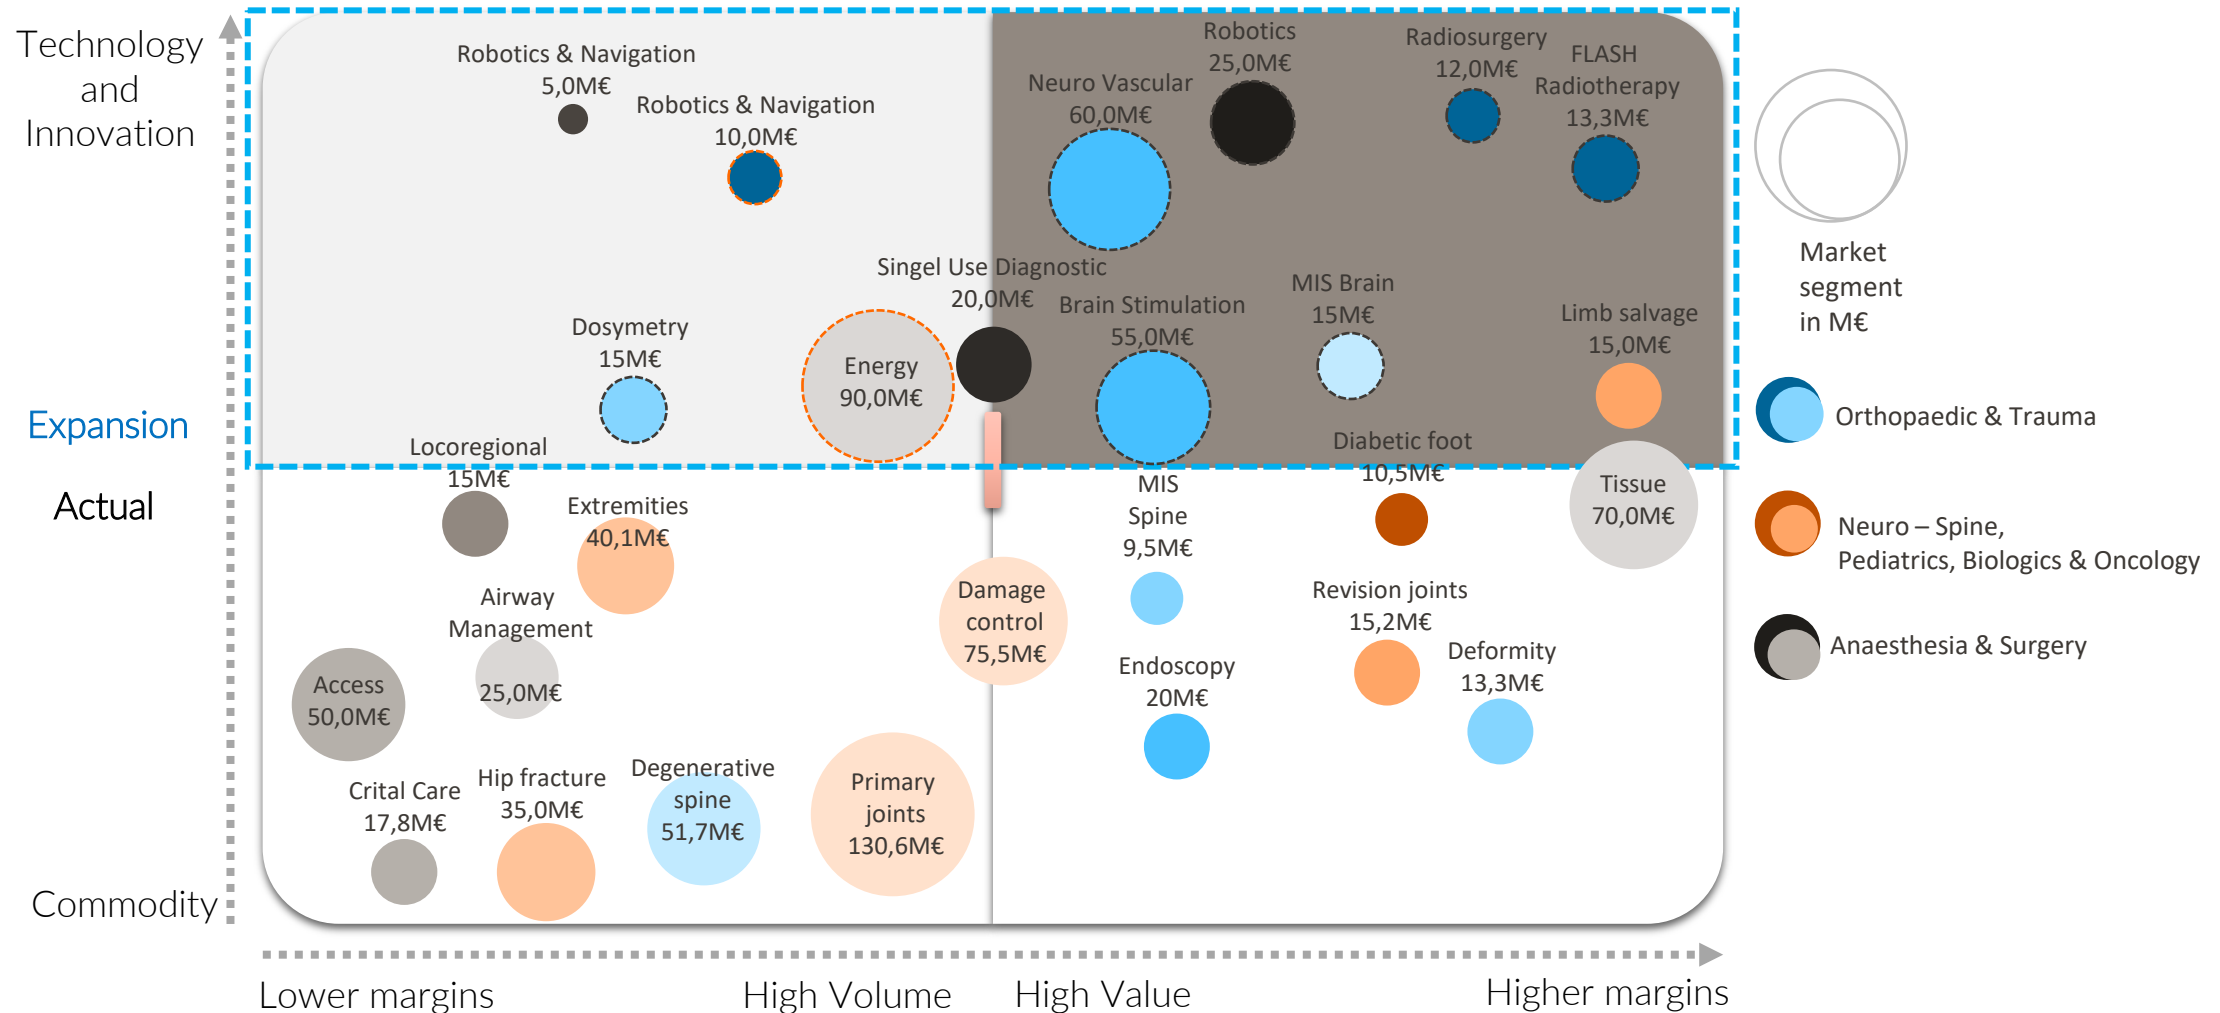 Technology
and
Innovation
Expansion
Actual
Commodity
Robotics & Navigation
5,0M€
Robotics & Navigation
10,0M€
Dosymetry
15M€
Energy
90,0M€
Singel Use Diagnostic
20,0M€
Neuro Vascular
60,0M€
Robotics
25,0M€
Radiosurgery
12,0M€
FLASH
Radiotherapy
13,3M€
Brain Stimulation
55,0M€
MIS Brain
15M€
Limb salvage
15,0M€
Locoregional
15M€
Extremities
40,1M€
Airway
Management
25,0M€
Access
50,0M€
Crital Care
17,8M€
Hip fracture
35,0M€
Degenerative
spine
51,7M€
Primary
joints
130,6M€
Damage
control
75,5M€
MIS
Spine
9,5M€
Diabetic foot
10,5M€
Tissue
70,0M€
Endoscopy
20M€
Revision joints
15,2M€
Deformity
13,3M€
Lower margins
High Volume
High Value
Higher margins
Market
segment
in M€
Orthopaedic & Trauma
Neuro – Spine,
Pediatrics, Biologics & Oncology
Anaesthesia & Surgery